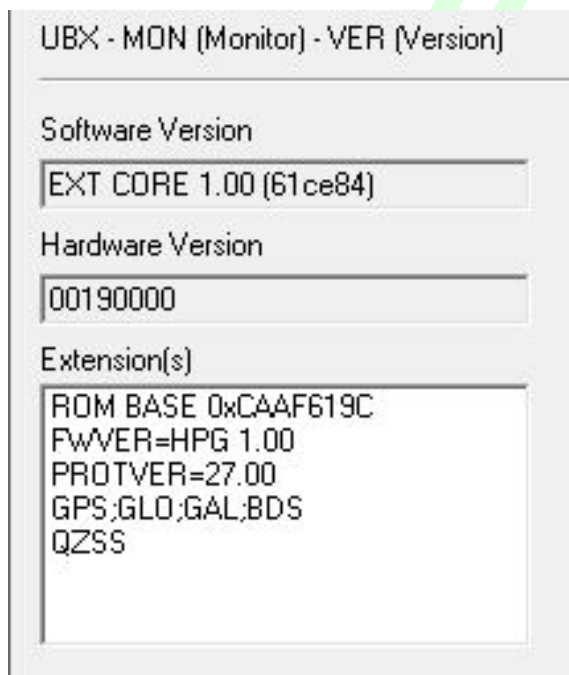 UBX - MON (Monitor) - VER (Version)
Software Version
EXT CORE 1.00 (61ce84)
Hardware Version
00190000
Extension(s)
ROM BASE 0xCAAF619C
FWVER=HPG 1.00
PROTVER=27.00
GPS;GLO;GAL;BDS
QZSS